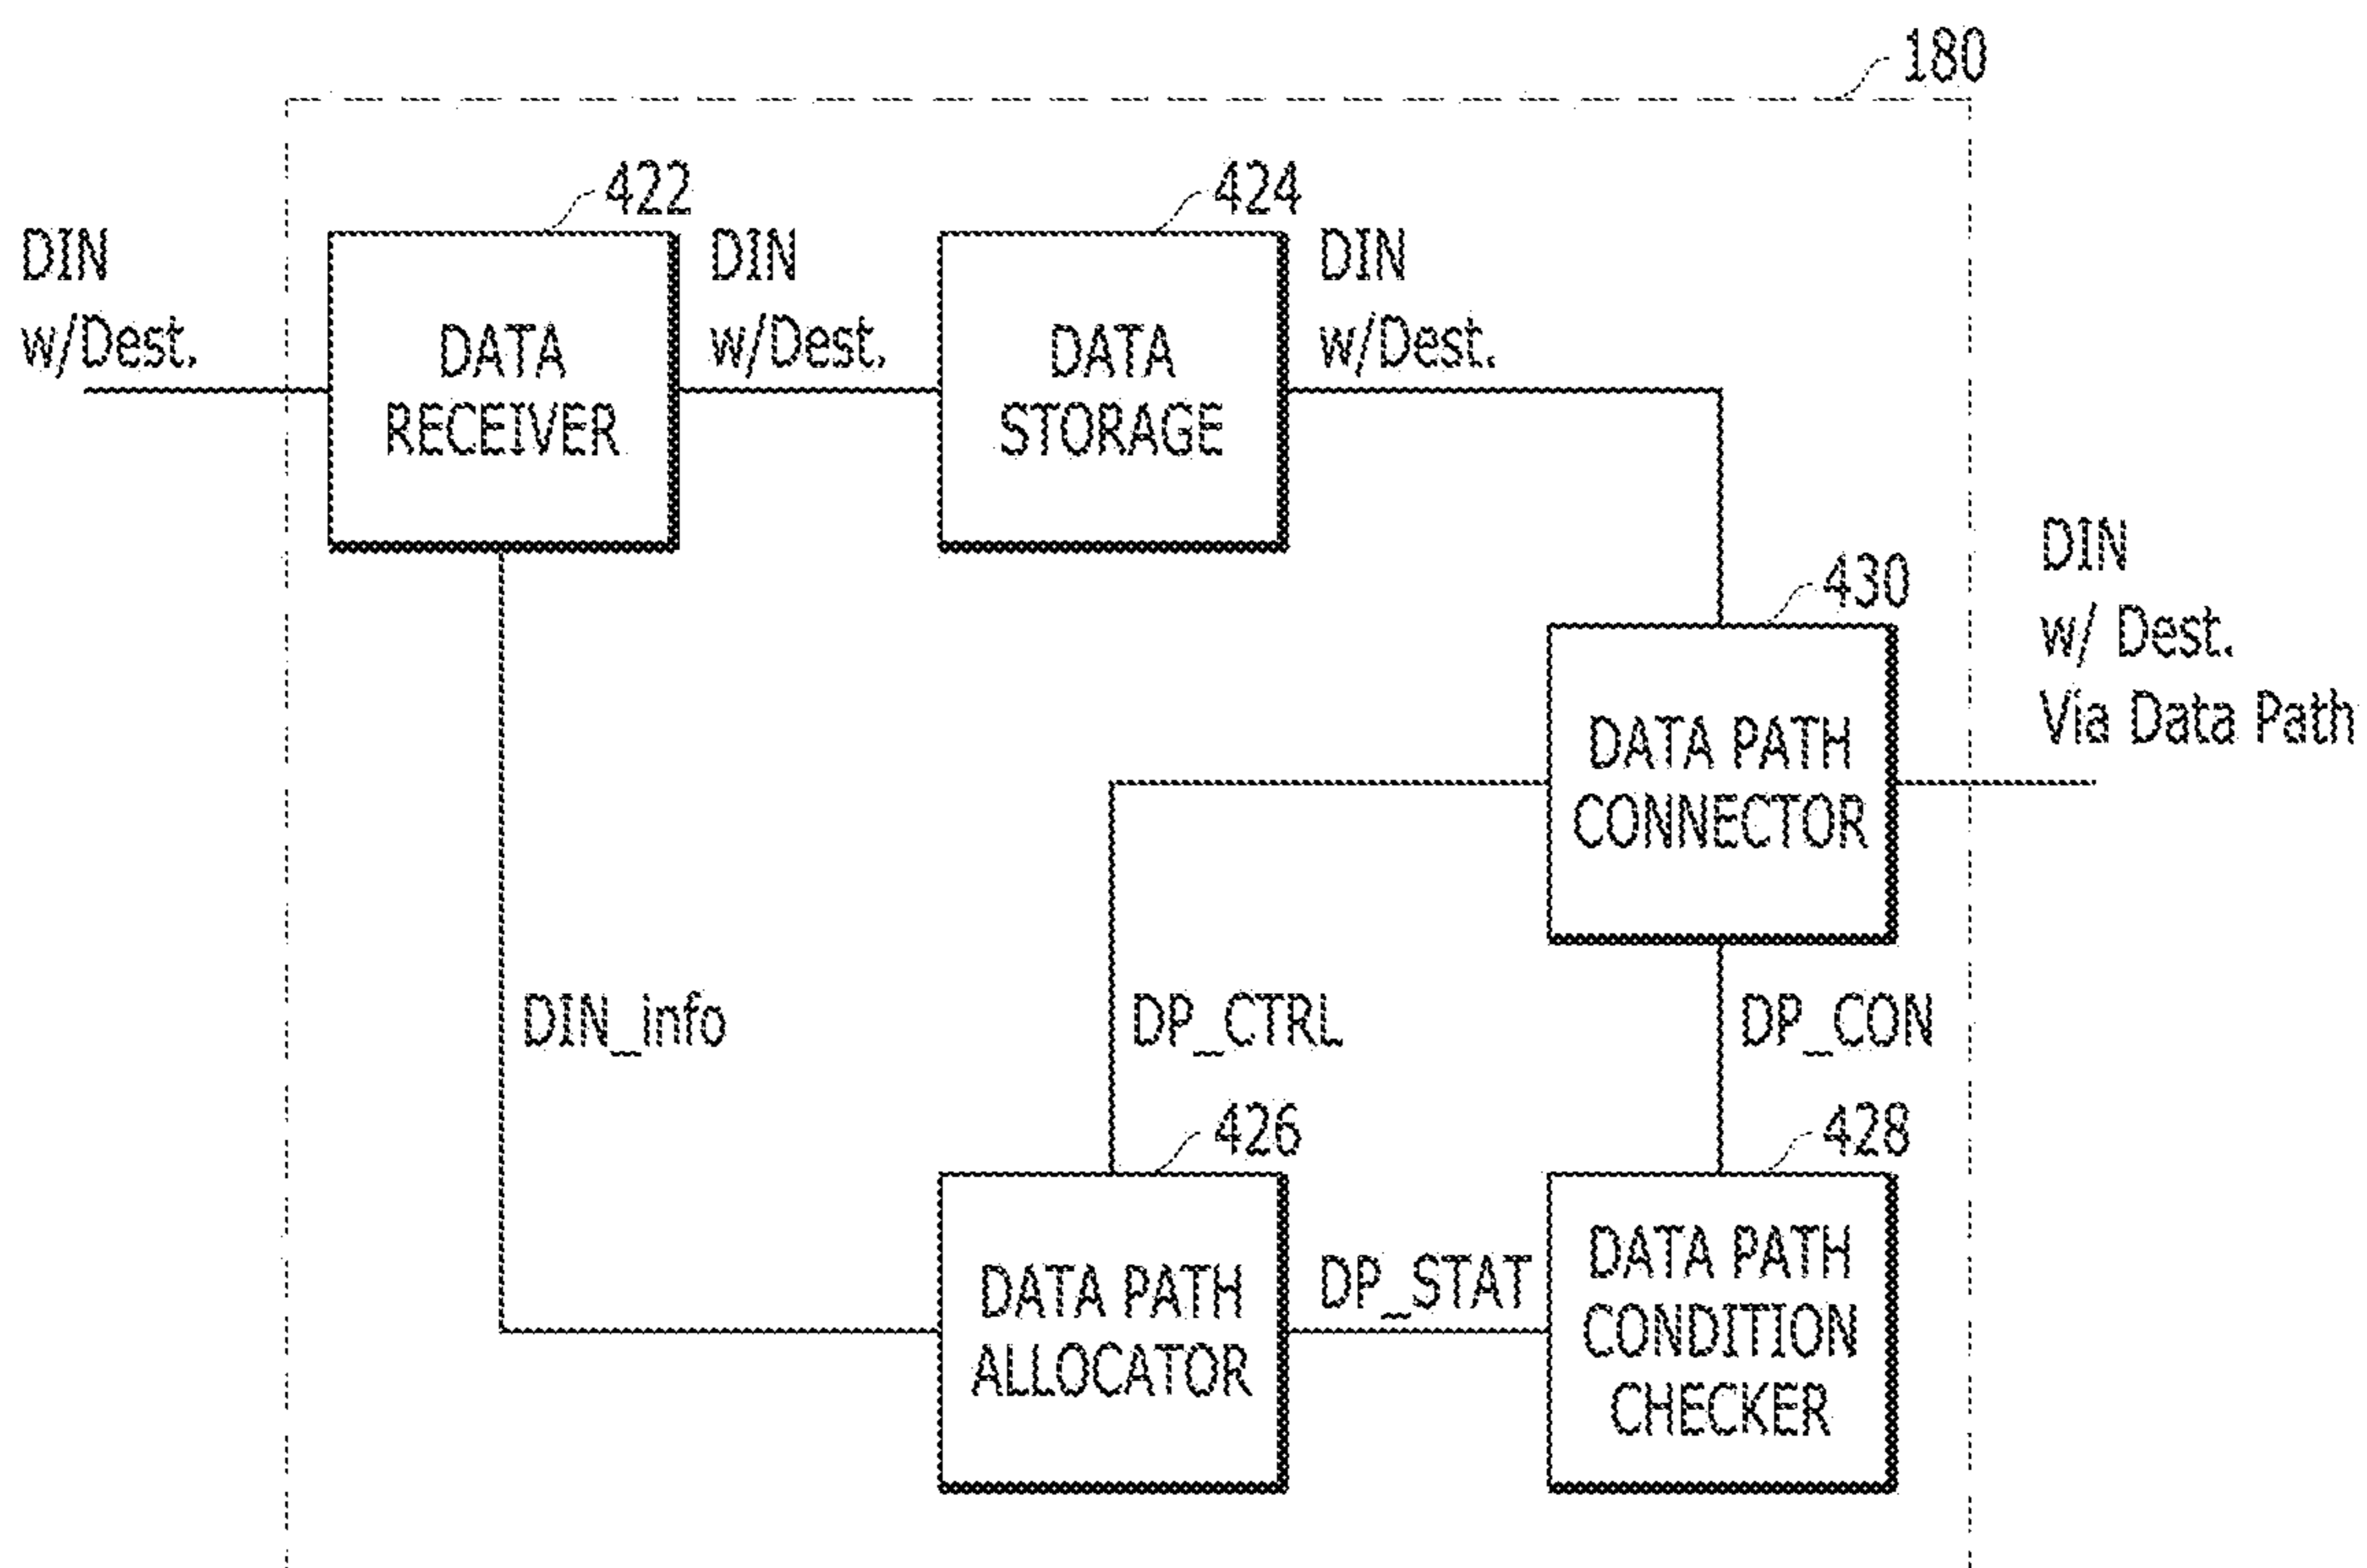 180
422
424
DIN
w/Dest.
DIN
w/Dest.
DIN
w/Dest.
DATA
RECEIVER
DATA
STORAGE
430
DIN
w/ Dest.
Via Data Path
DATA PATH
CONNECTOR
DIN_info
DP_CTRL
DP_CON
426
428
DATA PATH
ALLOCATOR
DP_STAT
DATA PATH
CONDITION
CHECKER